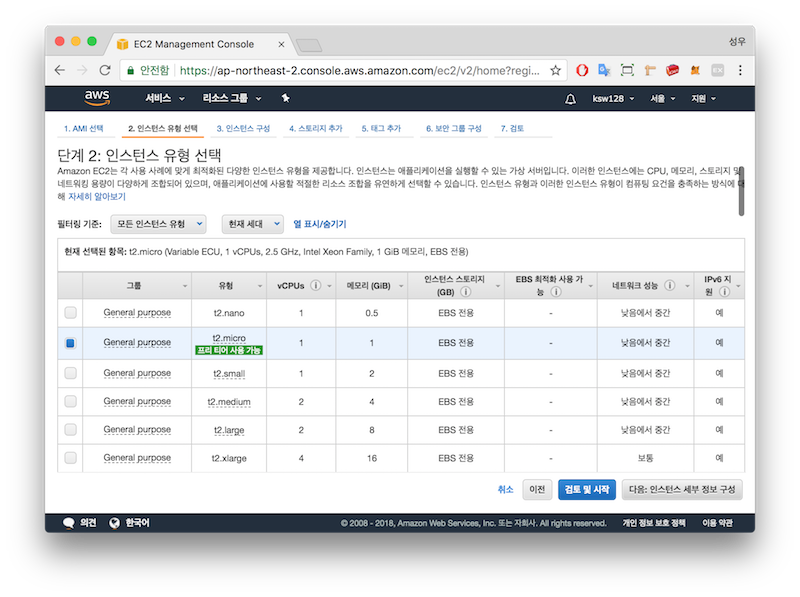 EC2 Management Console
성우
안전함 https://ap-northeast-2.console.aws.amazon.com/ec2/v2/home?regi...
aws 서비스 리소스 그룹 ksw128 서울 지원
1. AMI 선택 2. 인스턴스 유형 선택 3. 인스턴스 구성 4. 스토리지 추가 5. 태그 추가 6. 보안 그룹 구성 7. 검토
단계 2: 인스턴스 유형 선택
Amazon EC2는 각 사용 사례에 맞게 최적화된 다양한 인스턴스 유형을 제공합니다. 인스턴스는 애플리케이션을 실행할 수 있는 가상 서버입니다. 이러한 인스턴스에는 CPU, 메모리, 스토리지 및
네트워킹 용량이 다양하게 조합되어 있으며, 애플리케이션에 사용할 적절한 리소스 조합을 유연하게 선택할 수 있습니다. 인스턴스 유형과 이러한 인스턴스 유형이 컴퓨팅 요건을 충족하는 방식에 대
해 자세히 알아보기
필터링 기준: 모든 인스턴스 유형 현재 세대 열 표시/숨기기
현재 선택된 항목: t2.micro (Variable ECU, 1 vCPUs, 2.5 GHz, Intel Xeon Family, 1 GiB 메모리, EBS 전용)
그룹 유형 vCPUs 메모리 (GiB) 인스턴스 스토리지 (GB) EBS 최적화 사용 가능 네트워크 성능 IPv6 지원
General purpose t2.nano 1 0.5 EBS 전용 - 낮음에서 중간 예
General purpose t2.micro 1 1 EBS 전용 - 낮음에서 중간 예
프리 티어 사용 가능
General purpose t2.small 1 2 EBS 전용 - 낮음에서 중간 예
General purpose t2.medium 2 4 EBS 전용 - 낮음에서 중간 예
General purpose t2.large 2 8 EBS 전용 - 낮음에서 중간 예
General purpose t2.xlarge 4 16 EBS 전용 - 보통 예
취소 이전 검토 및 시작 다음: 인스턴스 세부 정보 구성
의견 한국어 © 2008 - 2018, Amazon Web Services, Inc. 또는 자회사. All rights reserved. 개인 정보 보호 정책 이용 약관